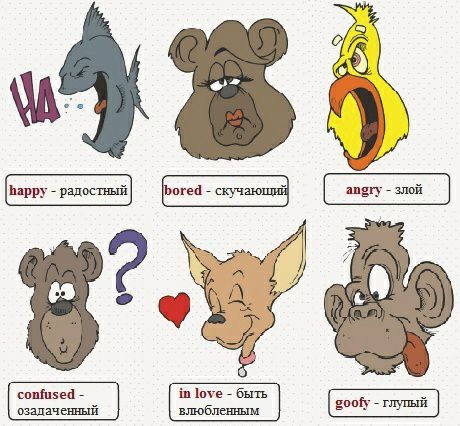 HA
happy - радостный
bored - скучающий
angry - злой
?
confused -
озадаченный
in love - быть
влюбленным
goofy - глупый